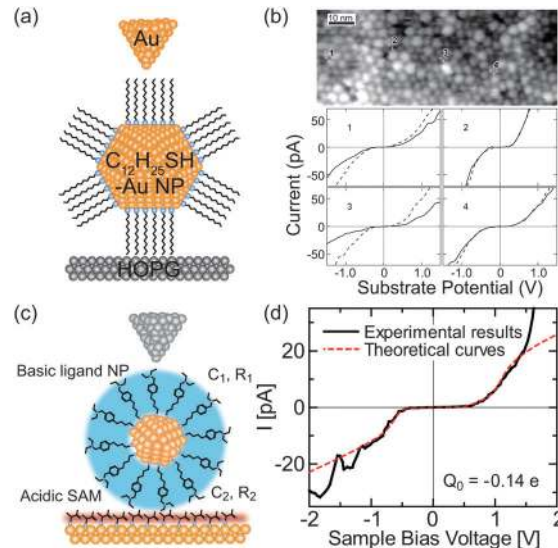 (a)
Au
C12H25SH
-Au NP
HOPG
(b)
10 nm
1
2
3
4
50
0
-50
1
2
50
0
-50
3
4
Current (pA)
-1.0 0.0 1.0
-1.0 0.0 1.0
Substrate Potential (V)
(c)
Basic ligand NP
C1, R1
C2, R2
Acidic SAM
(d)
Experimental results
Theoretical curves
20
0
-20
I [pA]
Q0 = -0.14 e
-2 -1 0 1 2
Sample Bias Voltage [V]